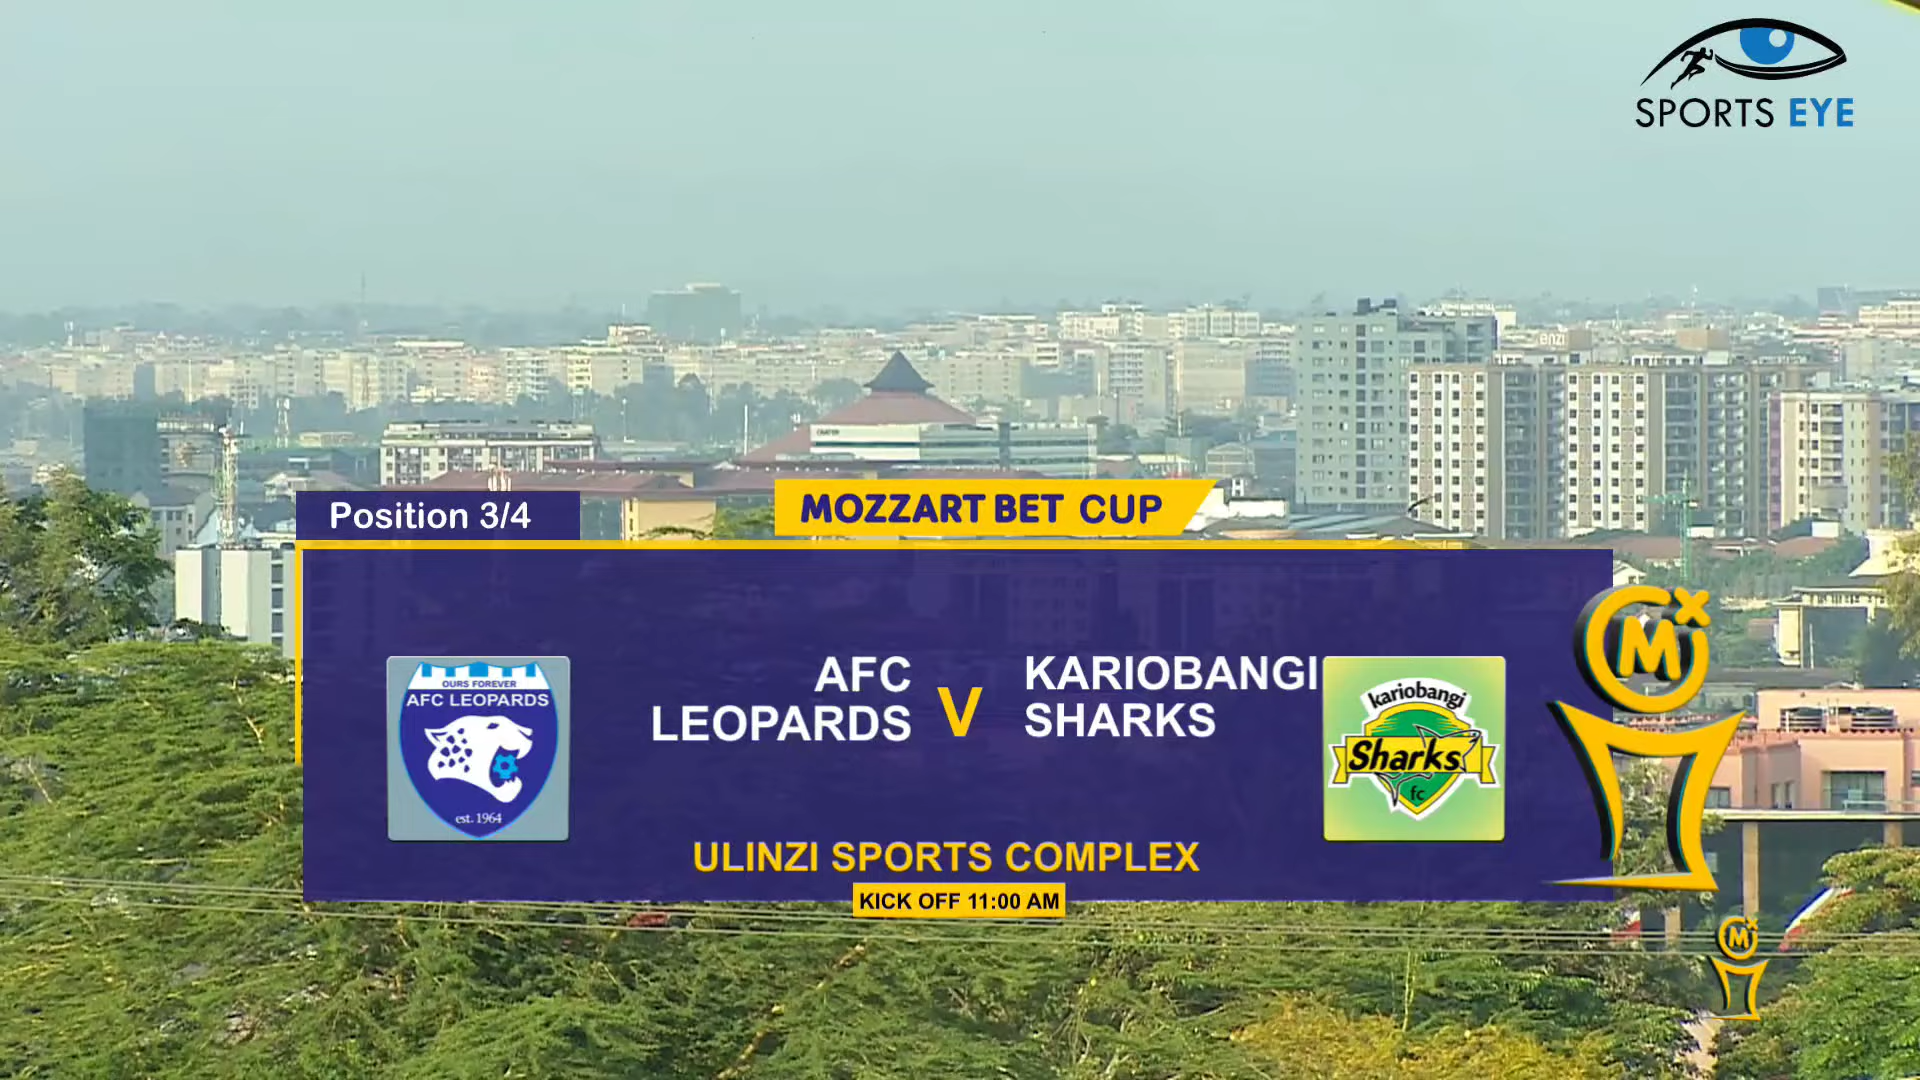 SPORTS EYE
enzi
Position 3/4
MOZZART BET CUP
OURS FOREVER
AFC LEOPARDS
est. 1964
AFC
LEOPARDS
V
KARIOBANGI
SHARKS
kariobangi
Sharks
fc
M
ULINZI SPORTS COMPLEX
KICK OFF 11:00 AM
M